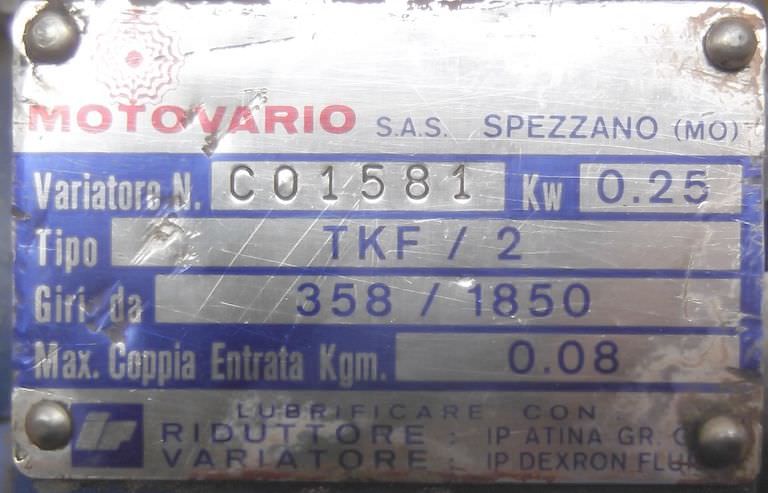 MOTOVARIO S.A.S. SPEZZANO (MO)
Variatore N. C01581 Kw 0.25
Tipo TKF / 2
Giri da 358 / 1850
Max. Coppia Entrata Kgm. 0.08
IP LUBRIFICARE CON :
RIDUTTORE : IP ATINA GR.
VARIATORE : IP DEXRON